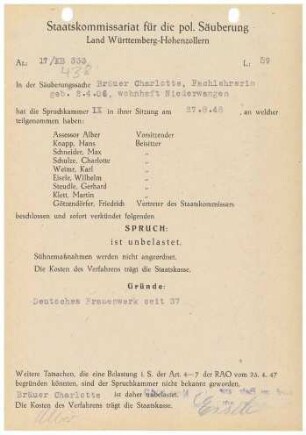 Staatskommissariat für die pol. Säuberung
Land Württemberg-Hohenzollern
Az.: 17/KB 333 L: 59
438
In der Säuberungssache Bräuer Charlotte, Fachlehrerin
geb. 8.4.06, wohnhaft Niederwangen
hat die Spruchkammer IX in ihrer Sitzung am 27.8.48, an welcher
teilgenommen haben:
Assessor Alber Vorsitzender
Knapp, Hans Beisitzer
Schneider, Max „
Schulze, Charlotte „
Weimz, Karl „
Eisele, Wilhelm „
Steudle, Gerhard „
Klett, Martin „
Götzendörfer, Friedrich Vertreter des Staatskommissars
beschlossen und sofort verkündet folgenden
SPRUCH:
ist unbelastet.
Sühnemaßnahmen werden nicht angeordnet.
Die Kosten des Verfahrens trägt die Staatskasse.
Gründe:
Deutsches Frauenwerk seit 37
Weitere Tatsachen, die eine Belastung i. S. der Art. 4—7 der RAO vom 25. 4. 47
begründen könnten, sind der Spruchkammer nicht bekannt geworden.
Bräuer Charlotte ist daher unbelastet.
Die Kosten des Verfahrens trägt die Staatskasse.